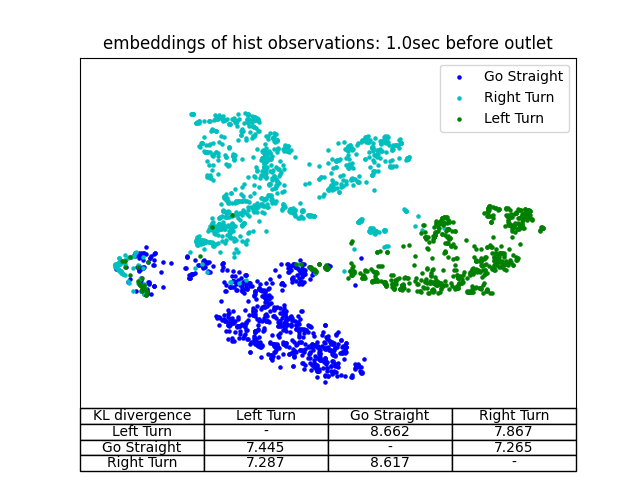 embeddings of hist observations: 1.0sec before outlet
Go Straight
Right Turn
Left Turn
KL divergence Left Turn Go Straight Right Turn
Left Turn - 8.662 7.867
Go Straight 7.445 - 7.265
Right Turn 7.287 8.617 -